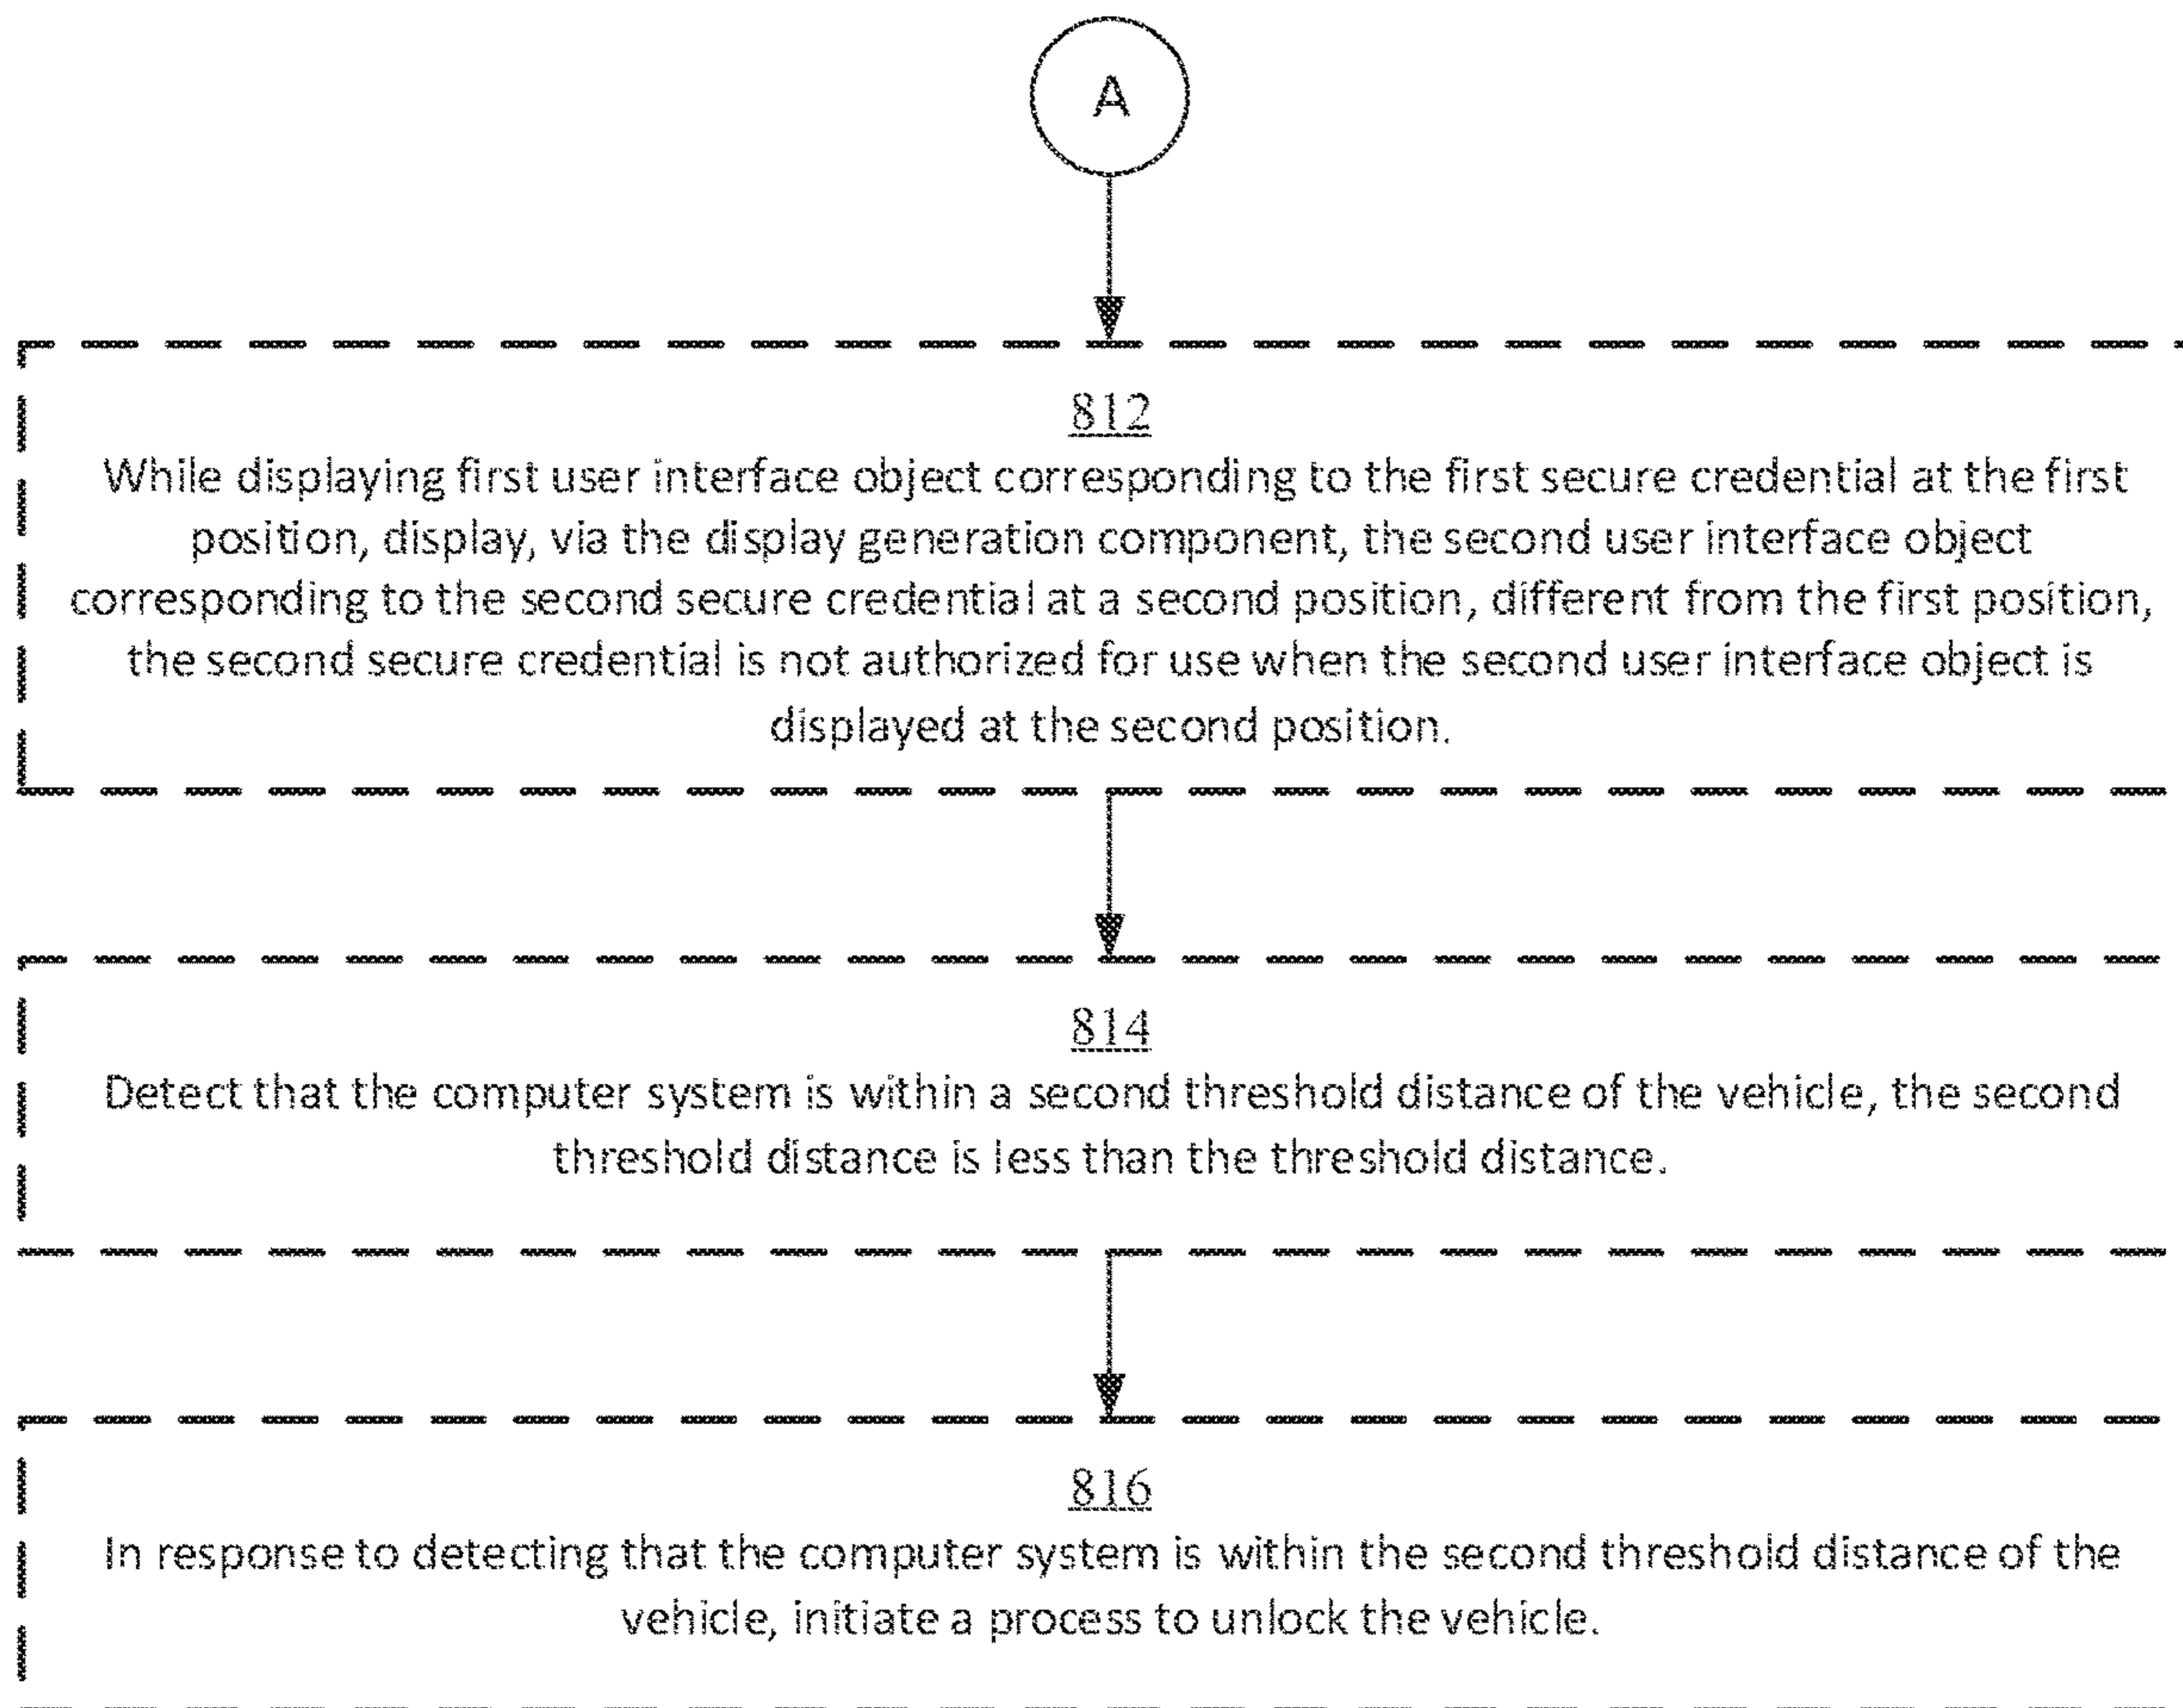 A
812
While displaying first user interface object corresponding to the first secure credential at the first
position, display, via the display generation component, the second user interface object
corresponding to the second secure credential at a second position, different from the first position,
the second secure credential is not authorized for use when the second user interface object is
displayed at the second position.
814
Detect that the computer system is within a second threshold distance of the vehicle, the second
threshold distance is less than the threshold distance.
816
In response to detecting that the computer system is within the second threshold distance of the
vehicle, initiate a process to unlock the vehicle.